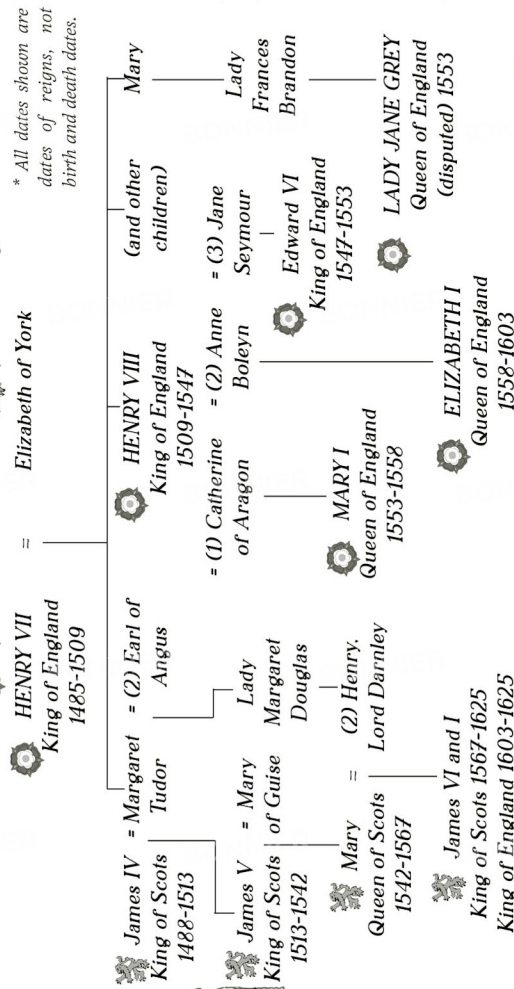 * All dates shown are
dates of reigns, not
birth and death dates.
HENRY VII
King of England
1485-1509
=
Elizabeth of York
James IV
King of Scots
1488-1513
= Margaret
Tudor
= (2) Earl of
Angus
HENRY VIII
King of England
1509-1547
(and other
children)
Mary
James V
King of Scots
1513-1542
= Mary
of Guise
Lady
Margaret
Douglas
= (1) Catherine
of Aragon
= (2) Anne
Boleyn
= (3) Jane
Seymour
Lady
Frances
Brandon
Mary
Queen of Scots
1542-1567
=
(2) Henry.
Lord Darnley
MARY I
Queen of England
1553-1558
Edward VI
King of England
1547-1553
James VI and I
King of Scots 1567-1625
King of England 1603-1625
ELIZABETH I
Queen of England
1558-1603
LADY JANE GREY
Queen of England
(disputed) 1553